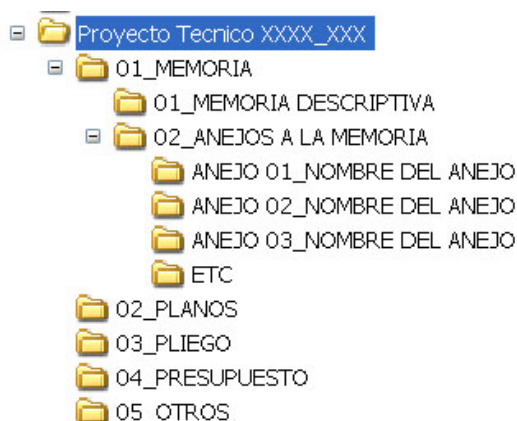 Proyecto Tecnico XXXX_XXX
01_MEMORIA
01_MEMORIA DESCRIPTIVA
02_ANEJOS A LA MEMORIA
ANEJO 01_NOMBRE DEL ANEJO
ANEJO 02_NOMBRE DEL ANEJO
ANEJO 03_NOMBRE DEL ANEJO
ETC
02_PLANOS
03_PLIEGO
04_PRESUPUESTO
05_OTROS